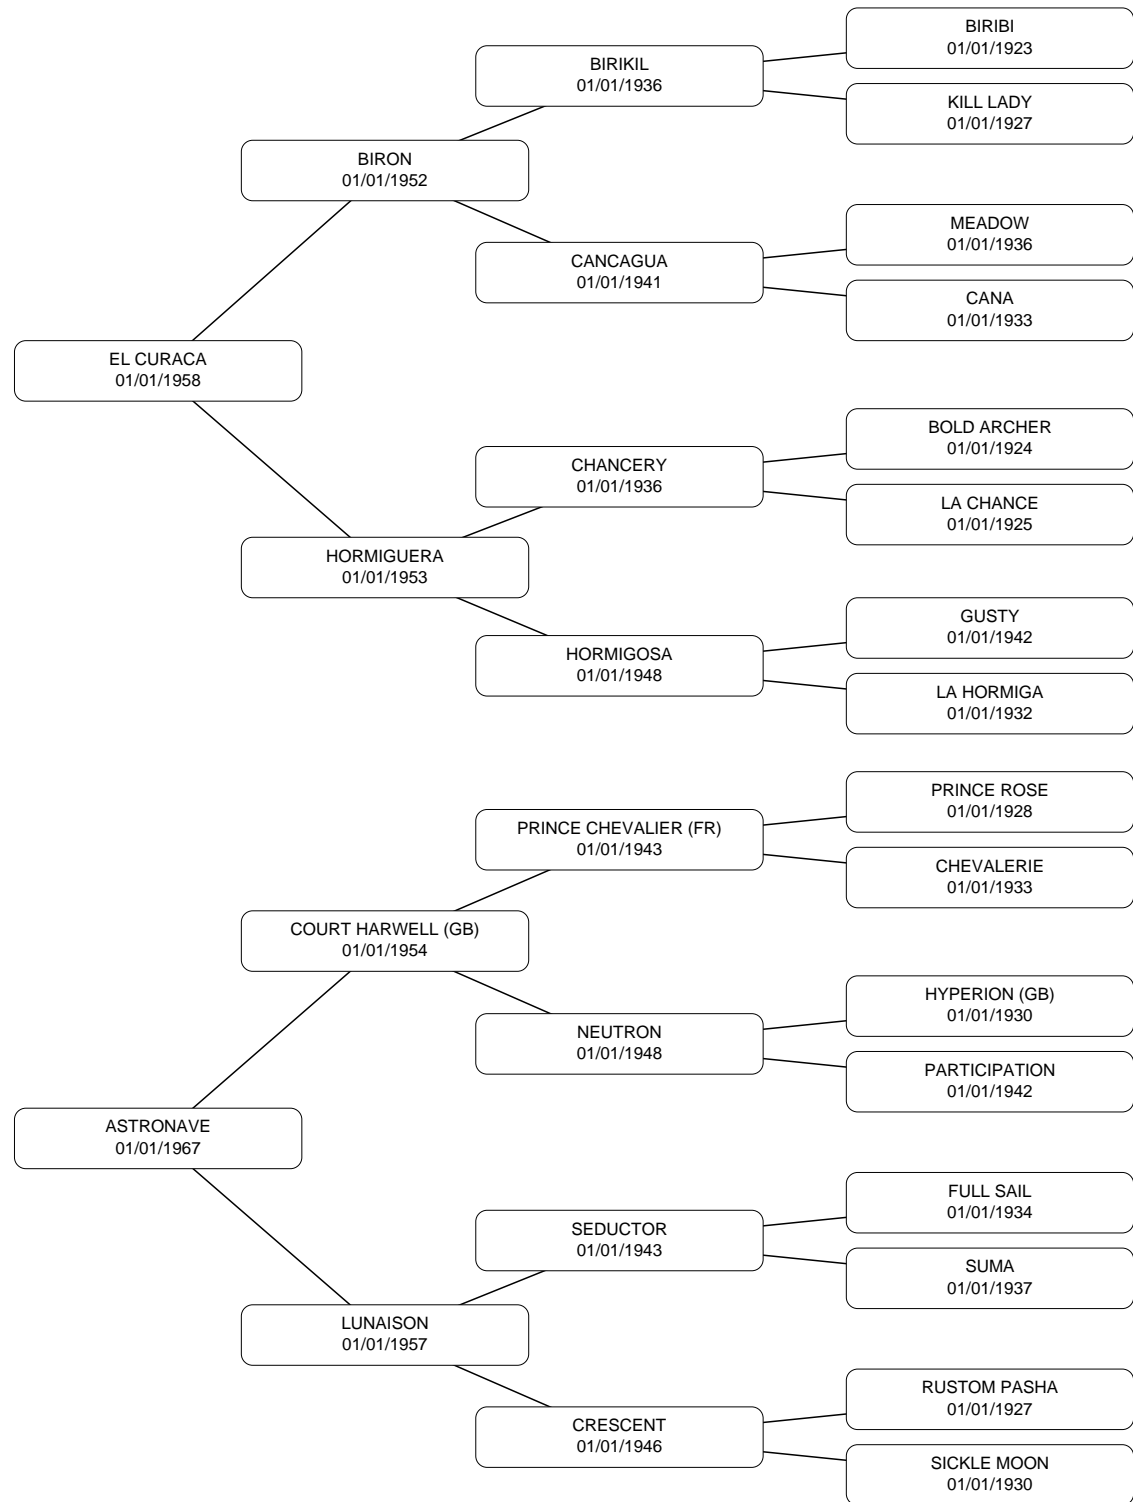 BIRIBI
01/01/1923
BIRIKIL
01/01/1936
KILL LADY
01/01/1927
BIRON
01/01/1952
MEADOW
01/01/1936
CANCAGUA
01/01/1941
CANA
01/01/1933
EL CURACA
01/01/1958
BOLD ARCHER
01/01/1924
CHANCERY
01/01/1936
LA CHANCE
01/01/1925
HORMIGUERA
01/01/1953
GUSTY
01/01/1942
HORMIGOSA
01/01/1948
LA HORMIGA
01/01/1932
PRINCE ROSE
01/01/1928
PRINCE CHEVALIER (FR)
01/01/1943
CHEVALERIE
01/01/1933
COURT HARWELL (GB)
01/01/1954
HYPERION (GB)
01/01/1930
NEUTRON
01/01/1948
PARTICIPATION
01/01/1942
ASTRONAVE
01/01/1967
FULL SAIL
01/01/1934
SEDUCTOR
01/01/1943
SUMA
01/01/1937
LUNAISON
01/01/1957
RUSTOM PASHA
01/01/1927
CRESCENT
01/01/1946
SICKLE MOON
01/01/1930